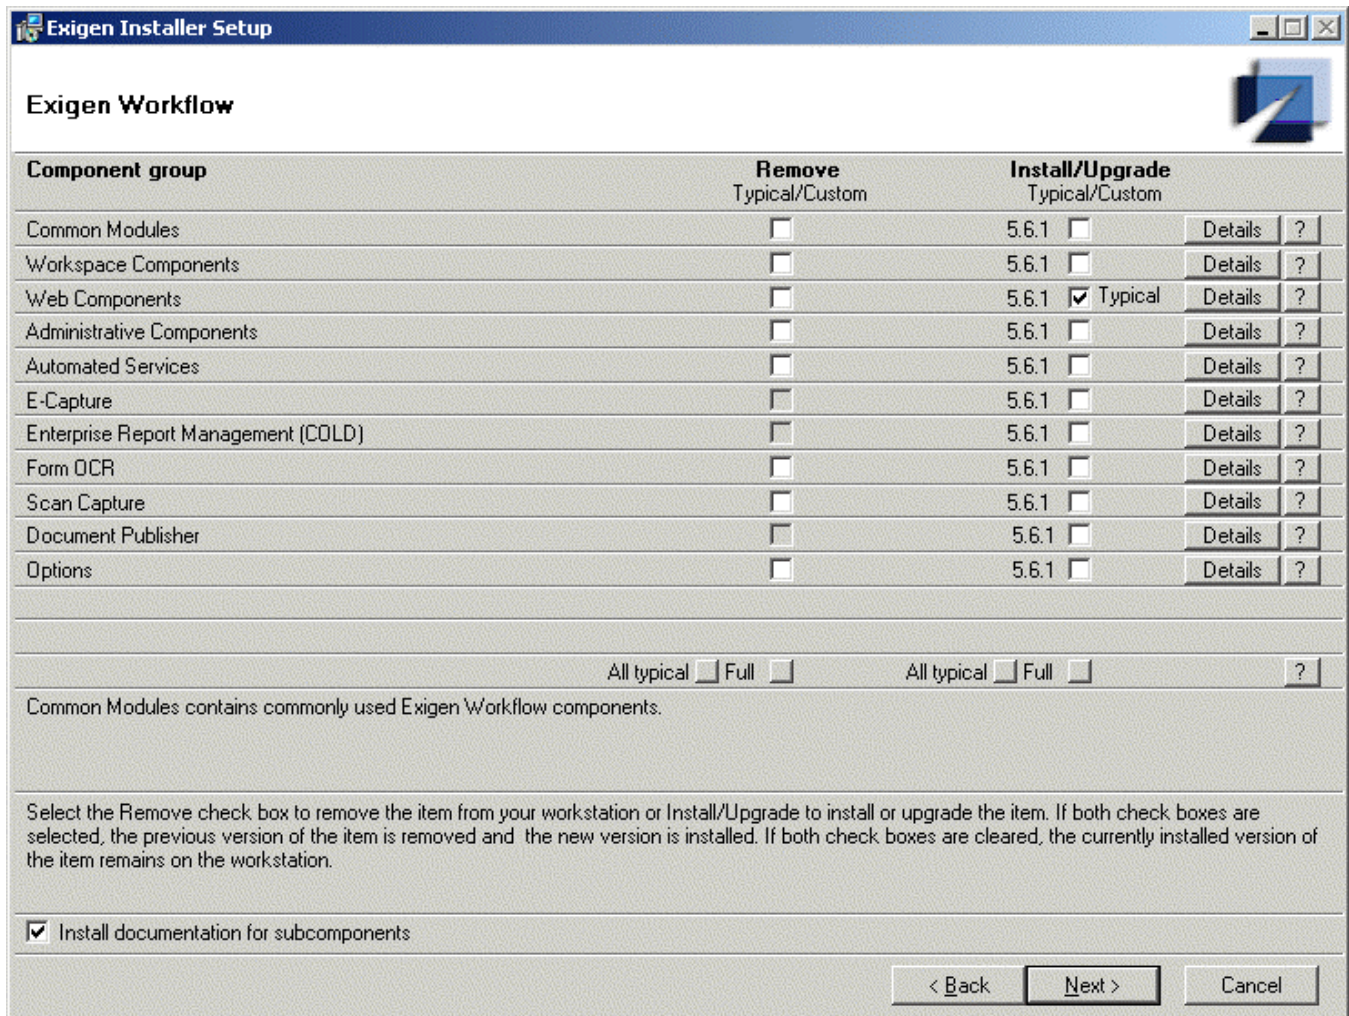 Exigen Installer Setup
Exigen Workflow
Component group Remove Install/Upgrade
Typical/Custom Typical/Custom
Common Modules 5.6.1 Details ?
Workspace Components 5.6.1 Details ?
Web Components 5.6.1 Typical Details ?
Administrative Components 5.6.1 Details ?
Automated Services 5.6.1 Details ?
E-Capture 5.6.1 Details ?
Enterprise Report Management (COLD) 5.6.1 Details ?
Form OCR 5.6.1 Details ?
Scan Capture 5.6.1 Details ?
Document Publisher 5.6.1 Details ?
Options 5.6.1 Details ?
All typical Full All typical Full ?
Common Modules contains commonly used Exigen Workflow components.
Select the Remove check box to remove the item from your workstation or Install/Upgrade to install or upgrade the item. If both check boxes are
selected, the previous version of the item is removed and the new version is installed. If both check boxes are cleared, the currently installed version of
the item remains on the workstation.
Install documentation for subcomponents
< Back Next > Cancel